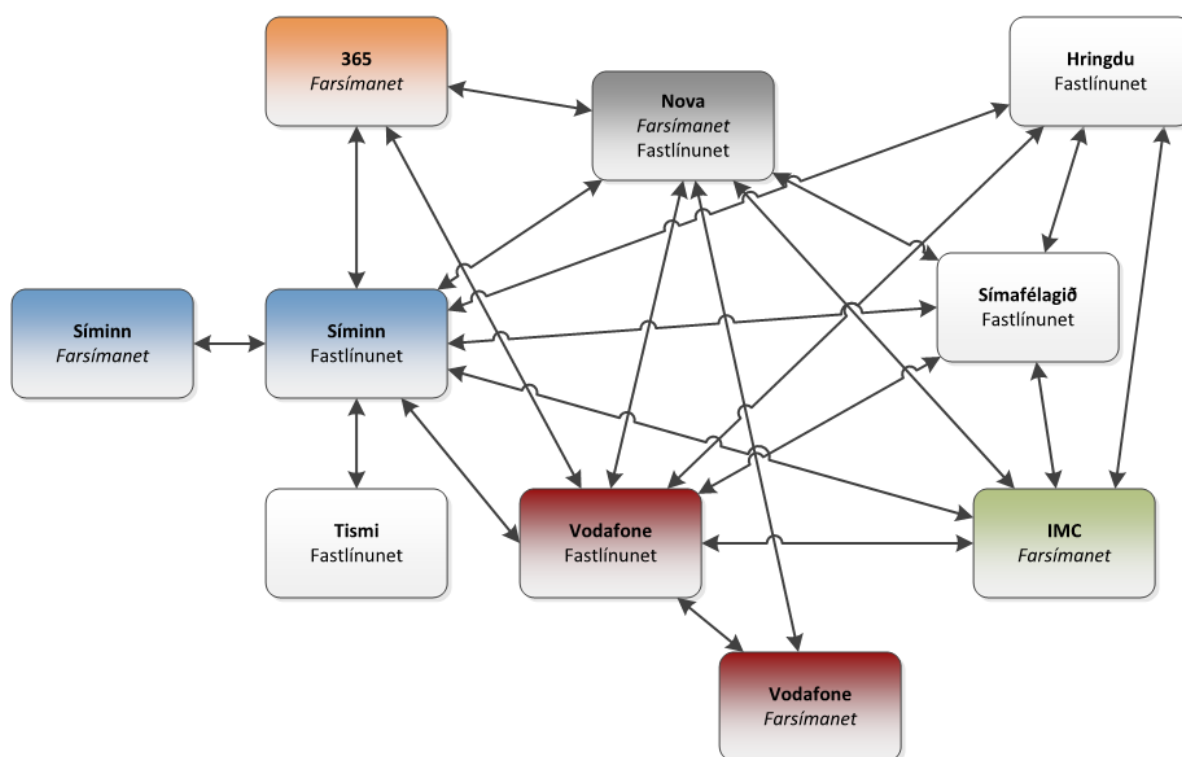 365
Farsímanet
Nova
Farsímanet
Fastlínunet
Hringdu
Fastlínunet
Síminn
Farsímanet
Síminn
Fastlínunet
Símafélagið
Fastlínunet
Tismi
Fastlínunet
Vodafone
Fastlínunet
IMC
Farsímanet
Vodafone
Farsímanet